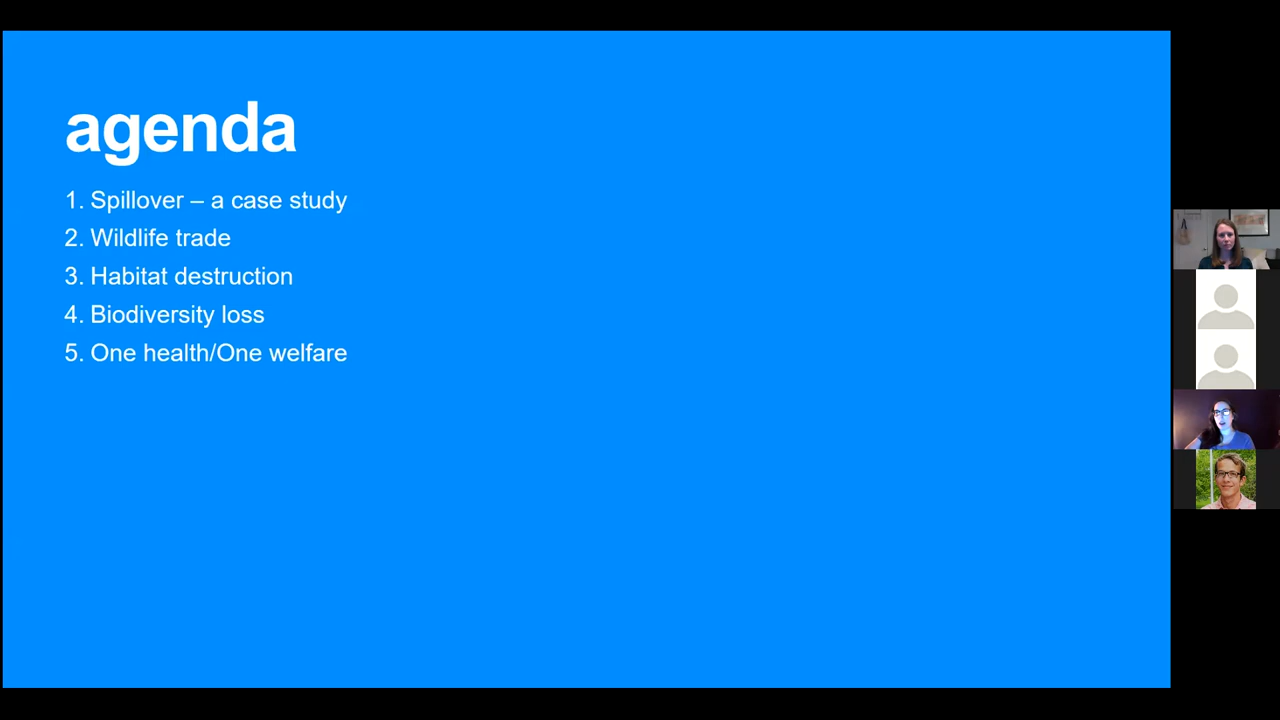 agenda
1. Spillover – a case study
2. Wildlife trade
3. Habitat destruction
4. Biodiversity loss
5. One health/One welfare